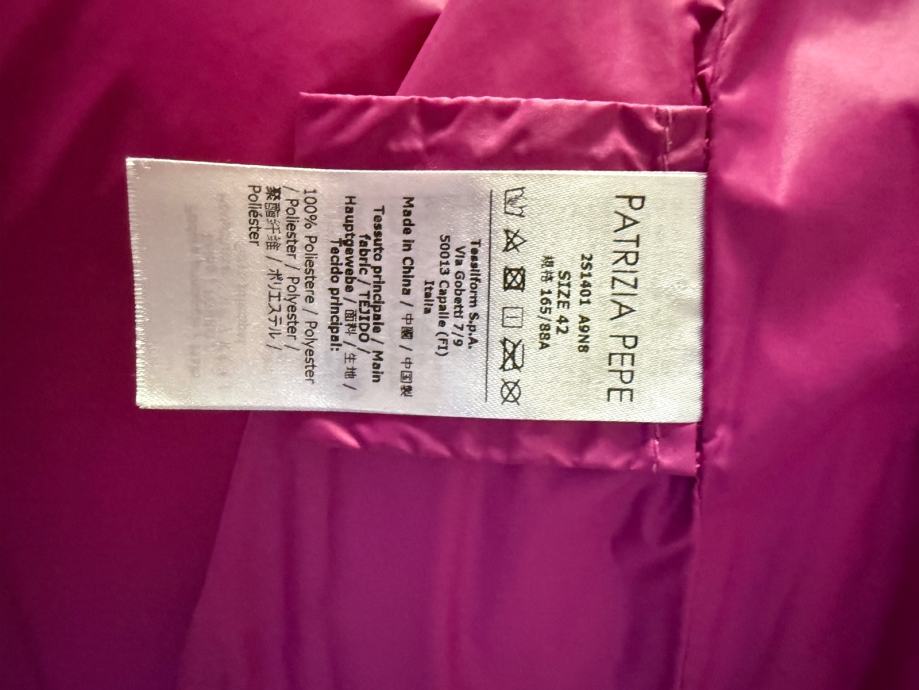 PATRIZIA PEPE
2S1401 A9N8
SIZE 42
規格 165/88A
Tessilform S.p.A.
Via Gobetti 7/9
50013 Capalle (FI)
Italia
Made in China / 中國 / 中国製
Tessuto principale / Main
fabric / TEJIDO /
Hauptgewebe / 面料 / 生地 /
Tecido principal:
100% Poliestere / Polyester
/ Poliester / Polyester /
聚酯纤维 / ポリエステル /
Poliéster